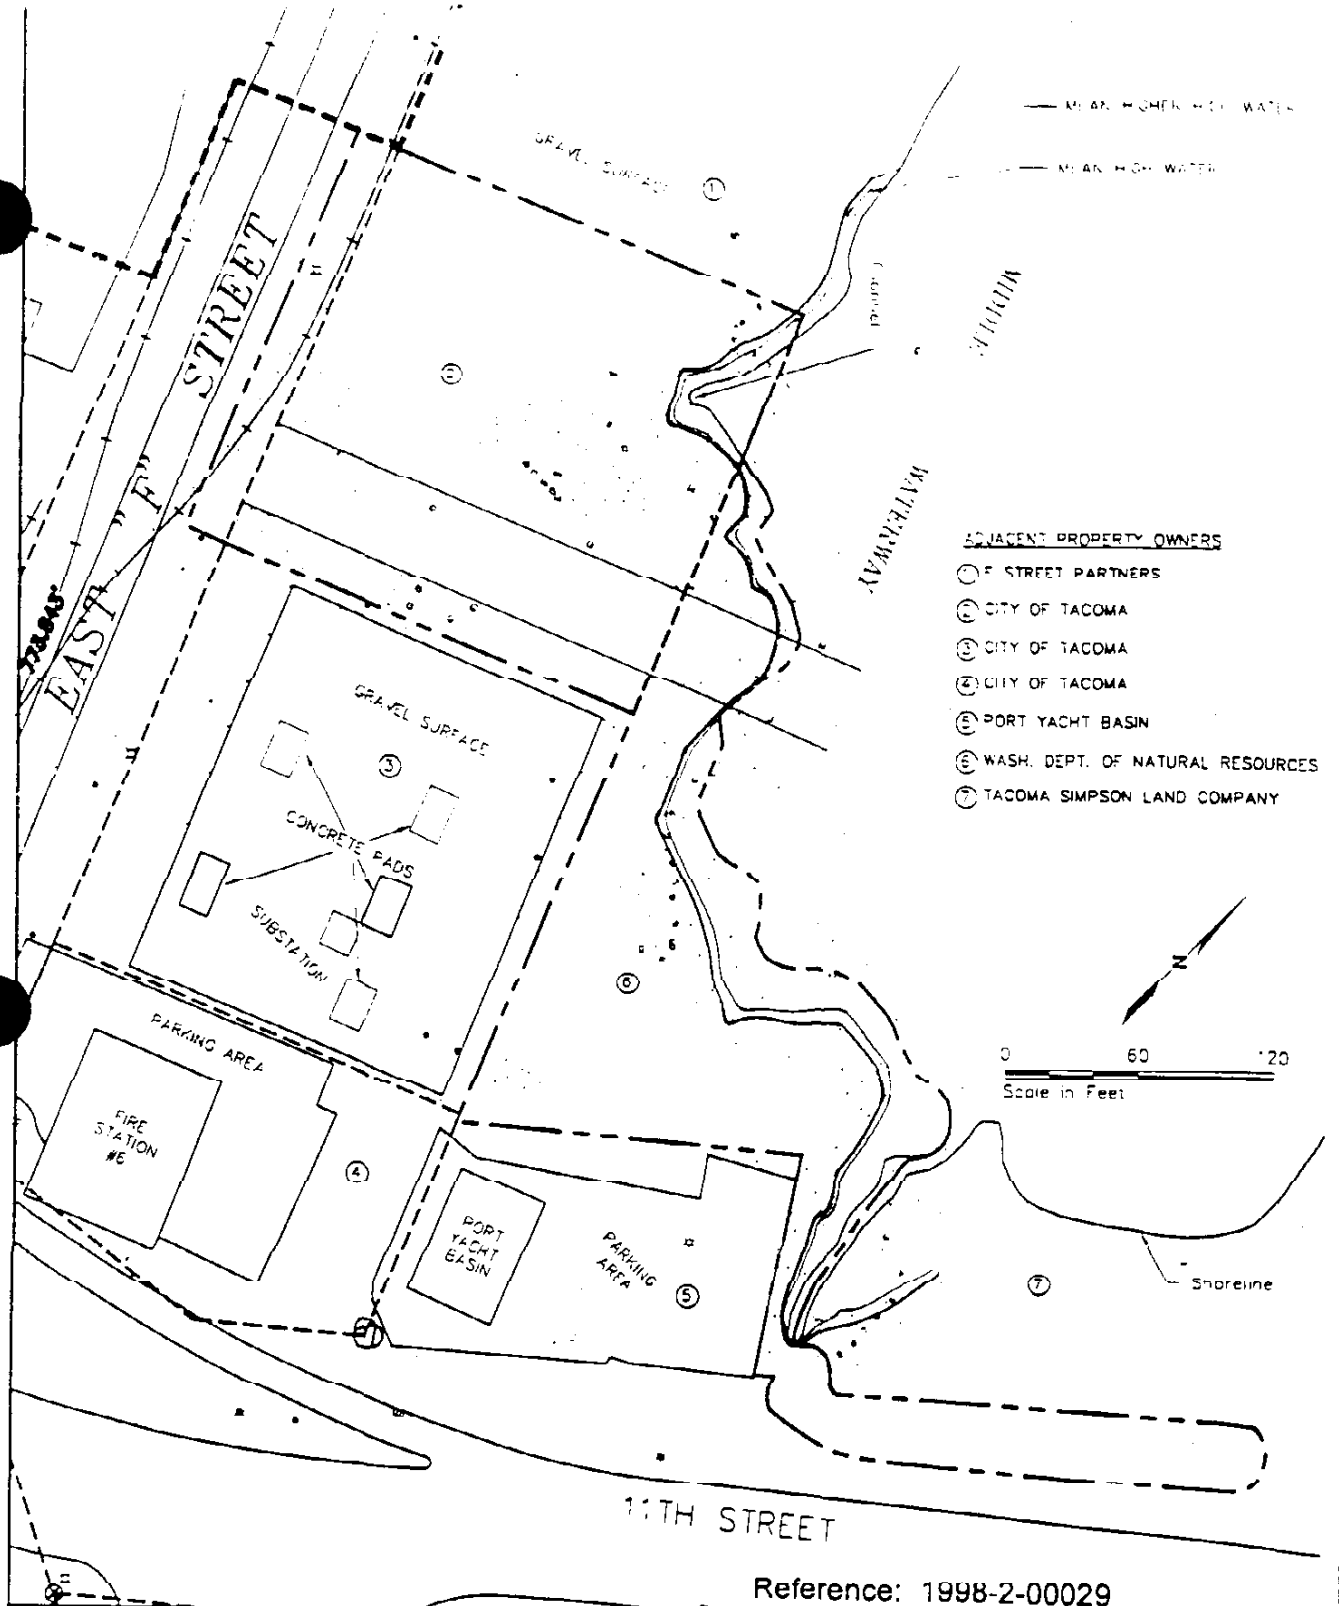 MEAN HIGHER HIGH WATER
GRAVEL SURFACE
1
MEAN HIGH WATER
EAST "F" STREET
Channel
MIDDLE
WATERWAY
2
ADJACENT PROPERTY OWNERS
1 F STREET PARTNERS
2 CITY OF TACOMA
3 CITY OF TACOMA
4 CITY OF TACOMA
5 PORT YACHT BASIN
6 WASH. DEPT. OF NATURAL RESOURCES
7 TACOMA SIMPSON LAND COMPANY
GRAVEL SURFACE
3
CONCRETE PADS
SUBSTATION
6
N
PARKING AREA
0 60 120
Scale in Feet
FIRE
STATION
#6
4
PORT
YACHT
BASIN
PARKING
AREA
5
7
Shoreline
11TH STREET
Reference: 1998-2-00029